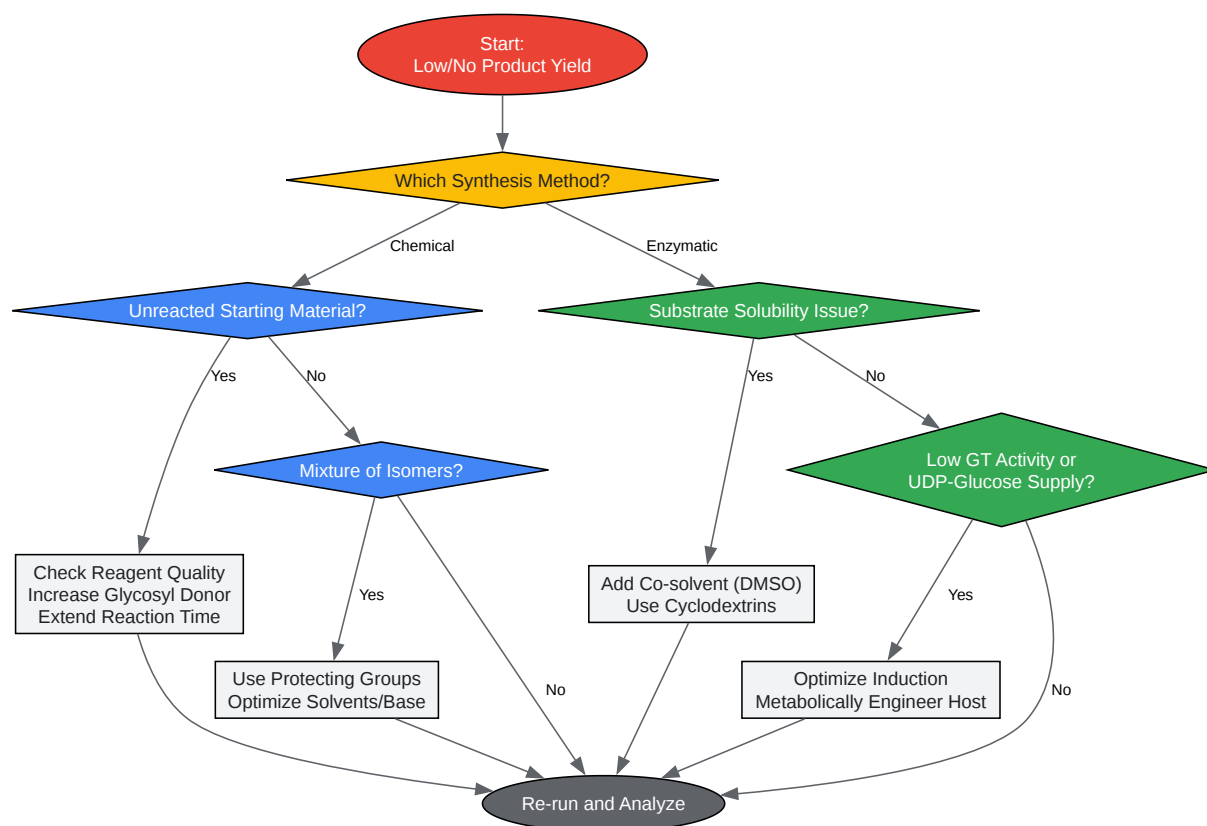 Start:
Low/No Product Yield
Which Synthesis Method?
Chemical
Enzymatic
Unreacted Starting Material?
Substrate Solubility Issue?
Yes
No
Yes
No
Mixture of Isomers?
Low GT Activity or
UDP-Glucose Supply?
Check Reagent Quality
Increase Glycosyl Donor
Extend Reaction Time
Yes
Add Co-solvent (DMSO)
Use Cyclodextrins
Yes
Use Protecting Groups
Optimize Solvents/Base
No
Optimize Induction
Metabolically Engineer Host
No
Re-run and Analyze